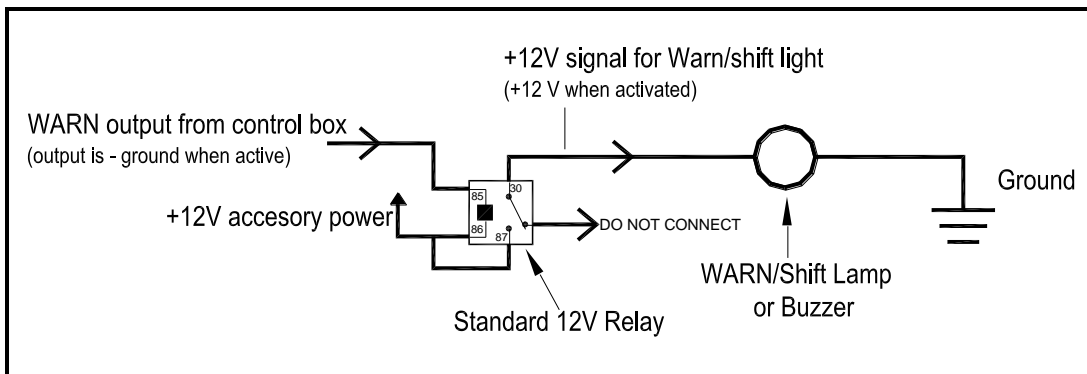 +12V signal for Warn/shift light
(+12 V when activated)
WARN output from control box
(output is - ground when active)
+12V accesory power
85
86
30
87
DO NOT CONNECT
Ground
WARN/Shift Lamp
or Buzzer
Standard 12V Relay